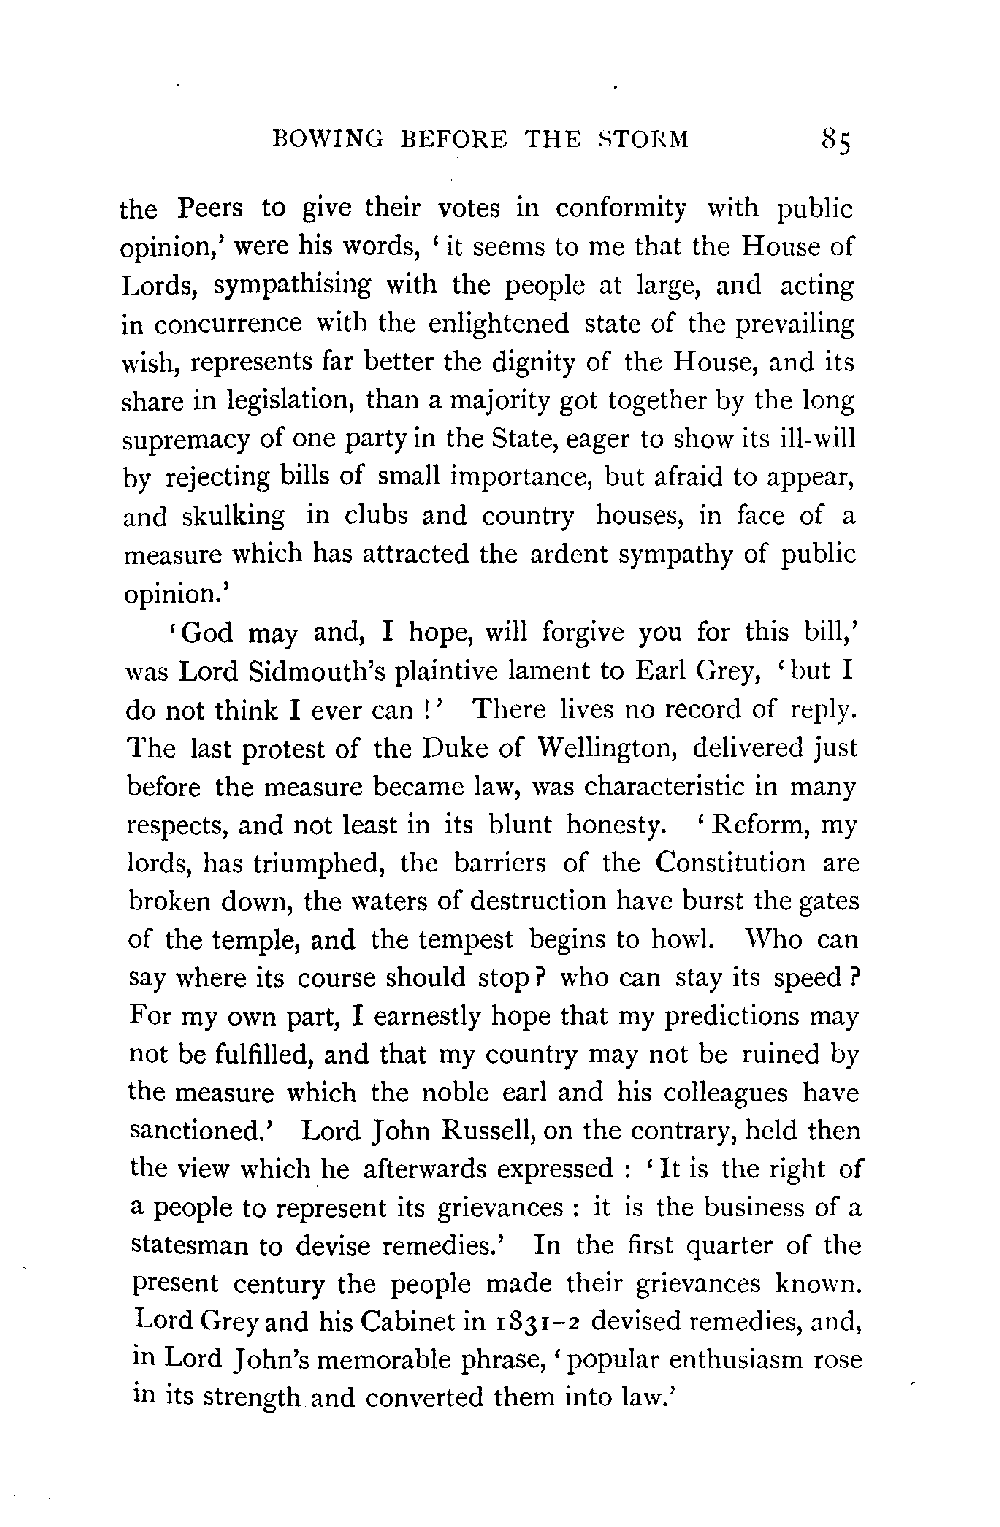 BOWING BEFORE THE STORM 85
the Peers to give their votes in conformity with public
opinion,' were his words, ' it seems to me that the House of
Lords, sympathising with the people at large, and acting
in concurrence with the enlightened state of the prevailing
wish, represents far better the dignity of the House, and its
share in legislation, than a majority got together by the long
supremacy of one party in the State, eager to show its ill-will
by rejecting bills of small importance, but afraid to appear,
and skulking in clubs and country houses, in face of a
measure which has attracted the ardent sympathy of public
opinion.'
'God may and, I hope, will forgive you for this bill,'
was Lord Sidmouth's plaintive lament to Earl Grey, 'but I
do not think I ever can !' There lives no record of reply.
The last protest of the Duke of Wellington, delivered just
before the measure became law, was characteristic in many
respects, and not least in its blunt honesty. ' Reform, my
lords, has triumphed, the barriers of the Constitution are
broken down, the waters of destruction have burst the gates
of the temple, and the tempest begins to howl. Who can
say where its course should stop? who can stay its speed?
For my own part, I earnestly hope that my predictions may
not be fulfilled, and that my country may not be ruined by
the measure which the noble earl and his colleagues have
sanctioned.' Lord John Russell, on the contrary, held then
the view which he afterwards expressed : 'It is the right of
a people to represent its grievances : it is the business of a
statesman to devise remedies.' In the first quarter of the
present century the people made their grievances known.
Lord Grey and his Cabinet in 1831-2 devised remedies, and,
in Lord John's memorable phrase, 'popular enthusiasm rose
in its strength and converted them into law.'